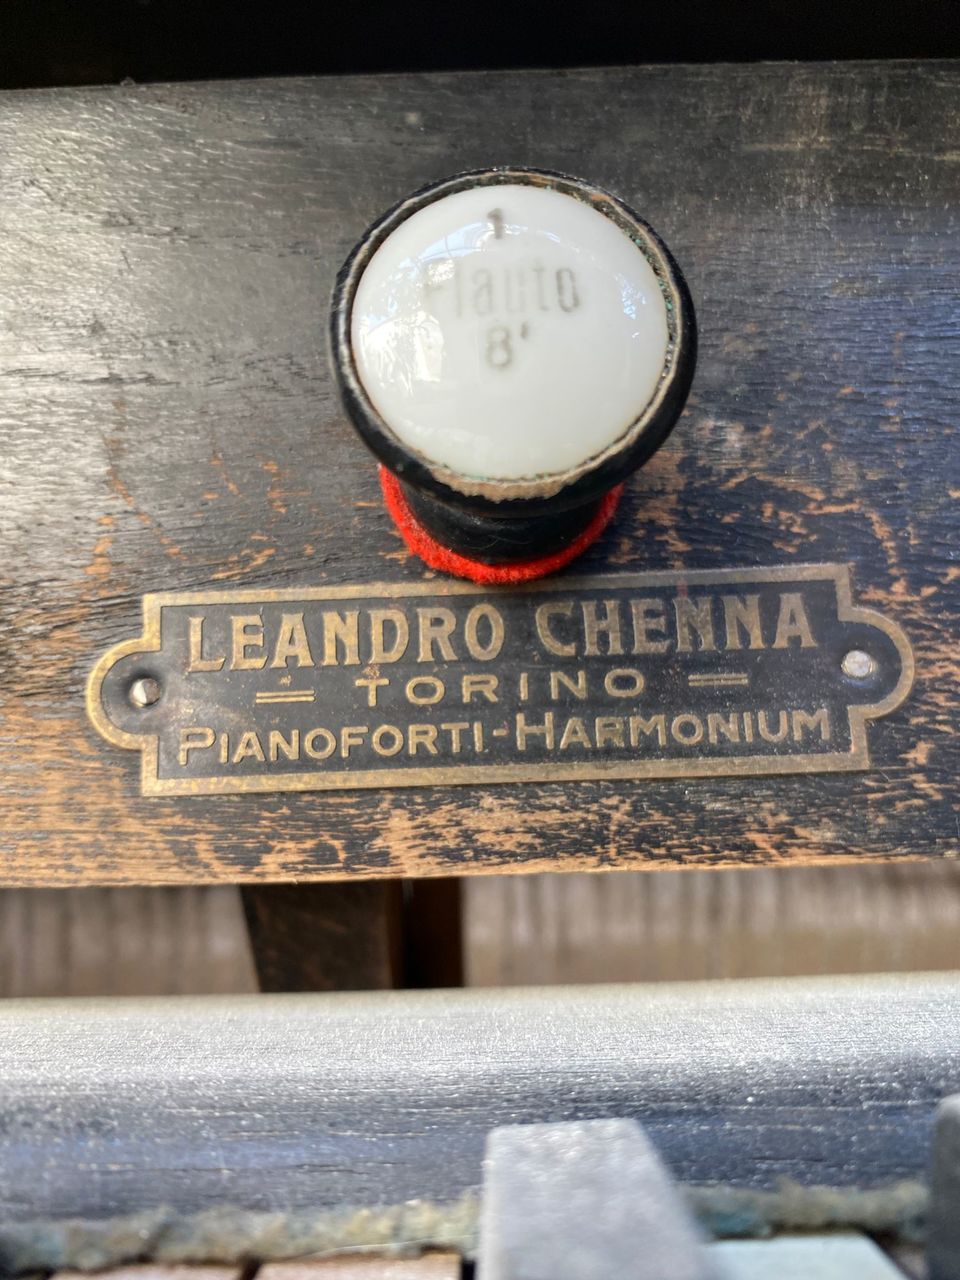 1
Flauto
8'
LEANDRO CHENNA
= TORINO =
PIANOFORTI-HARMONIUM